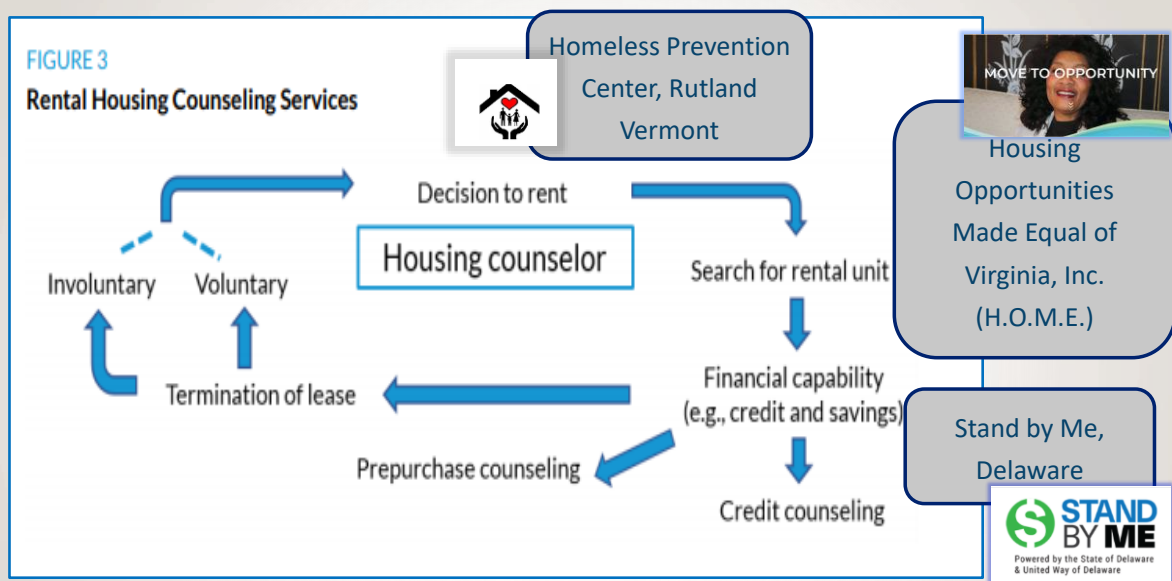 FIGURE 3
Rental Housing Counseling Services
Homeless Prevention
Center, Rutland
Vermont
MOVE TO OPPORTUNITY
Housing
Opportunities
Made Equal of
Virginia, Inc.
(H.O.M.E.)
Decision to rent
Housing counselor
Search for rental unit
Involuntary
Voluntary
Financial capability
(e.g., credit and savings)
Termination of lease
Prepurchase counseling
Credit counseling
Stand by Me,
Delaware
S STAND
BY ME
Powered by the State of Delaware
& United Way of Delaware